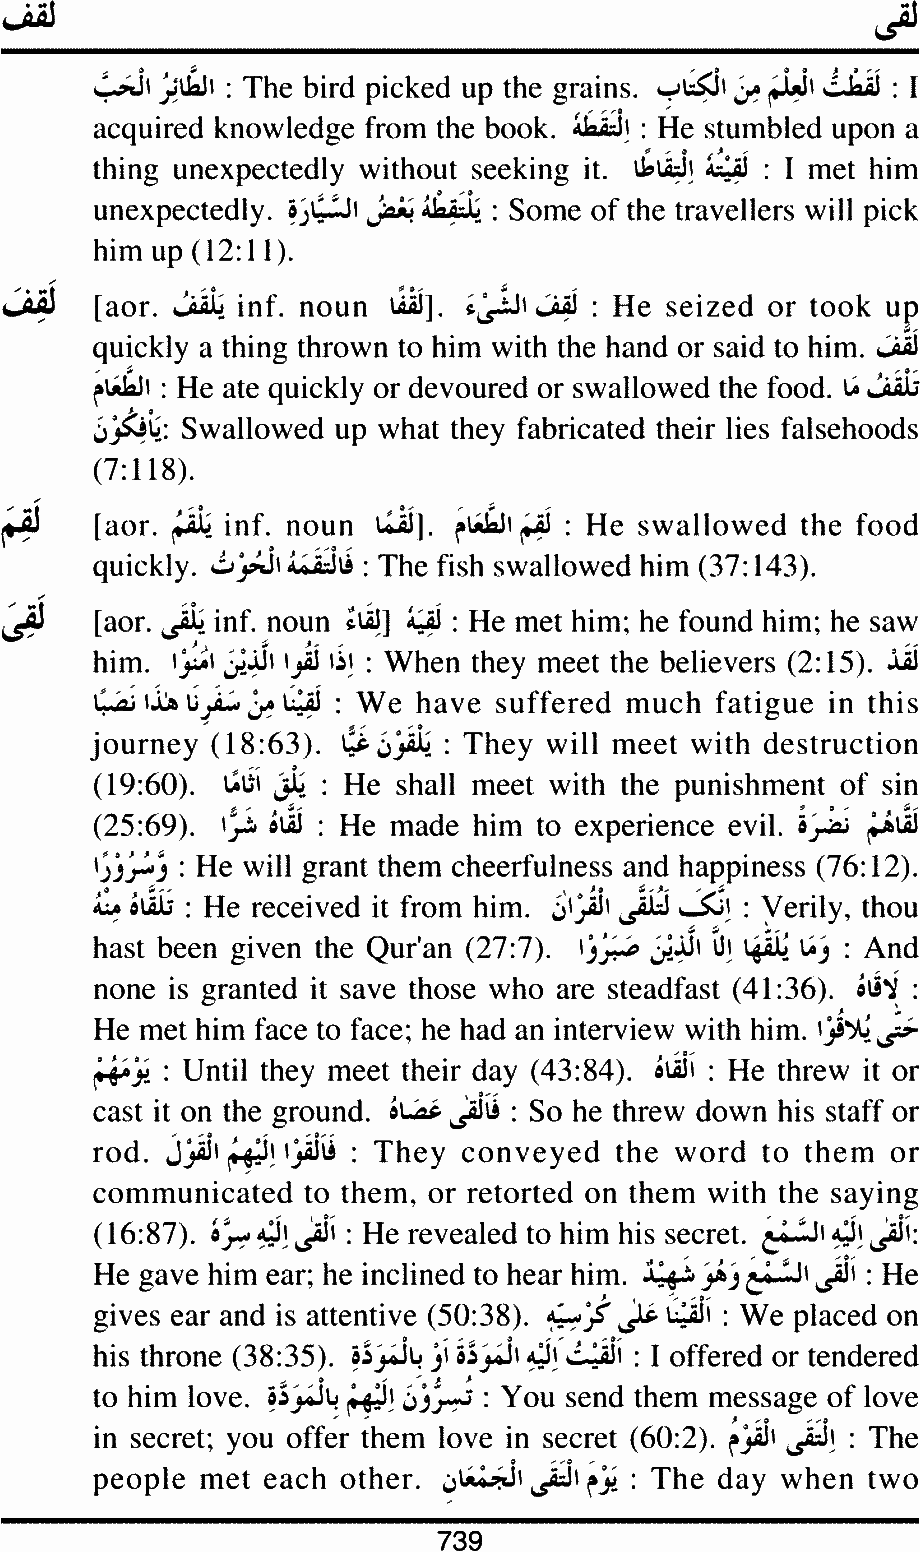 لقف لقى
الطَّائِرُ الْحَبَّ : The bird picked up the grains. لَقَطْتُ الْعِلْمَ مِنَ الْكِتَابِ : I
acquired knowledge from the book. اِلْتَقَطَهٗ : He stumbled upon a
thing unexpectedly without seeking it. لَقِيْتُهٗ اِلْتِقَاطًا : I met him
unexpectedly. يَلْتَقِطْهُ بَعْضُ السَّيَّارَةِ : Some of the travellers will pick
him up (12:11).
لَقِفَ [aor. يَلْقَفُ inf. noun لَقْفًا]. لَقِفَ الشَّىْءَ : He seized or took up
quickly a thing thrown to him with the hand or said to him. لَقَّفَ
الطَّعَامَ : He ate quickly or devoured or swallowed the food. تَلْقَفُ مَا
يَاْفِكُوْنَ: Swallowed up what they fabricated their lies falsehoods
(7:118).
لَقِمَ [aor. يَلْقَمُ inf. noun لَقْمًا]. لَقِمَ الطَّعَامَ : He swallowed the food
quickly. فَالْتَقَمَهُ الْحُوْتُ : The fish swallowed him (37:143).
لَقِىَ [aor. يَلْقٰى inf. noun لِقَاءٌ] لَقِيَهٗ : He met him; he found him; he saw
him. اِذَا لَقُوا الَّذِيْنَ اٰمَنُوْا : When they meet the believers (2:15). لَقَدْ
لَقِيْنَا مِنْ سَفَرِنَا هٰذَا نَصَبًا : We have suffered much fatigue in this
journey (18:63). يَلْقَوْنَ غَيًّا : They will meet with destruction
(19:60). يَلْقَ اَثَامًا : He shall meet with the punishment of sin
(25:69). لَقَّاهُ شَرًّا : He made him to experience evil. لَقّٰاهُمْ نَضْرَةً
وَّسُرُوْرًا : He will grant them cheerfulness and happiness (76:12).
تَلَقَّاهُ مِنْهُ : He received it from him. اِنَّكَ لَتُلَقَّى الْقُرْاٰنَ : Verily, thou
hast been given the Qur'an (27:7). وَمَا يُلَقّٰهَا اِلاَّ الَّذِيْنَ صَبَرُوْا : And
none is granted it save those who are steadfast (41:36). لَاقَاهُ :
He met him face to face; he had an interview with him. حَتّٰى يُلاَقُوْا
يَوْمَهُمْ : Until they meet their day (43:84). اَلْقَاهُ : He threw it or
cast it on the ground. فَاَلْقٰى عَصَاهُ : So he threw down his staff or
rod. فَاَلْقَوْا اِلَيْهِمُ الْقَوْلَ : They conveyed the word to them or
communicated to them, or retorted on them with the saying
(16:87). اَلْقٰى اِلَيْهِ سِرَّهٗ : He revealed to him his secret. اَلْقٰى اِلَيْهِ السَّمْعَ:
He gave him ear; he inclined to hear him. اَلْقَى السَّمْعَ وَهُوَ شَهِيْدٌ : He
gives ear and is attentive (50:38). اَلْقَيْنَا عَلٰى كُرْسِيِّهٖ : We placed on
his throne (38:35). اَلْقَيْتُ اِلَيْهِ الْمَوَدَّةَ اَوْ بِالْمَوَدَّةِ : I offered or tendered
to him love. تُسِرُّوْنَ اِلَيْهِمْ بِالْمَوَدَّةِ : You send them message of love
in secret; you offer them love in secret (60:2). اِلْتَقَى الْقَوْمُ : The
people met each other. يَوْمَ الْتَقَى الْجَمْعَانِ : The day when two
739